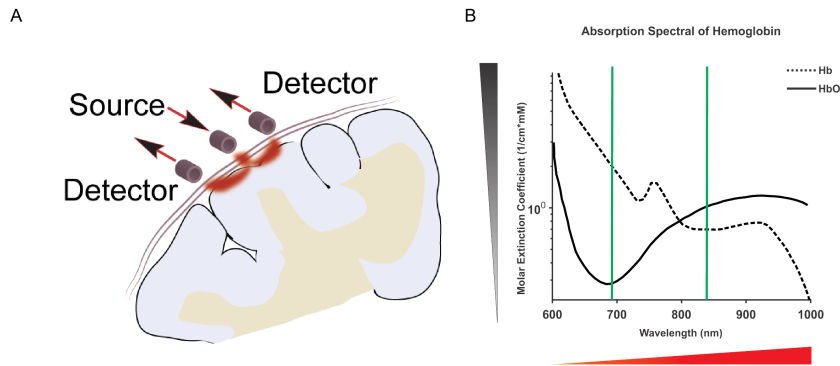 A
Detector
Source
Detector
B
Absorption Spectral of Hemoglobin
Hb
HbO
Molar Extinction Coefficient (1/cm*mM)
10⁰
600 700 800 900 1000
Wavelength (nm)